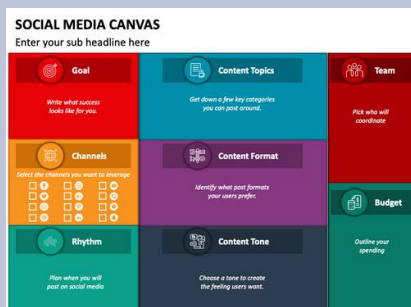 SOCIAL MEDIA CANVAS
Enter your sub headline here
Goal
Write what success
looks like for you.
Content Topics
Get down a few key categories
you can post around.
Team
Pick who will
coordinate
Channels
Select the channels you want to leverage
Content Format
Identify what post formats
your users prefer.
Budget
Outline your
spending
Rhythm
Plan when you will
post on social media
Content Tone
Choose a tone to create
the feeling users want.